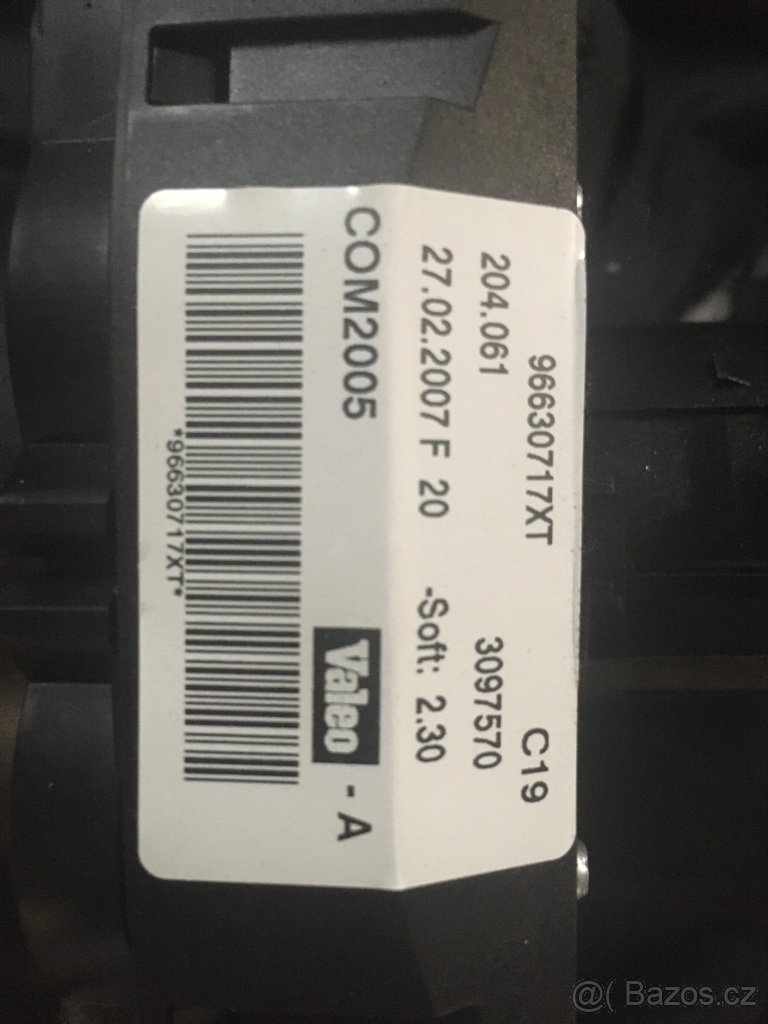 96630717XT C19
204.061 3097570
27.02.2007 F 20 -Soft: 2.30
COM2005 Valeo - A
*96630717XT*
@( Bazos.cz